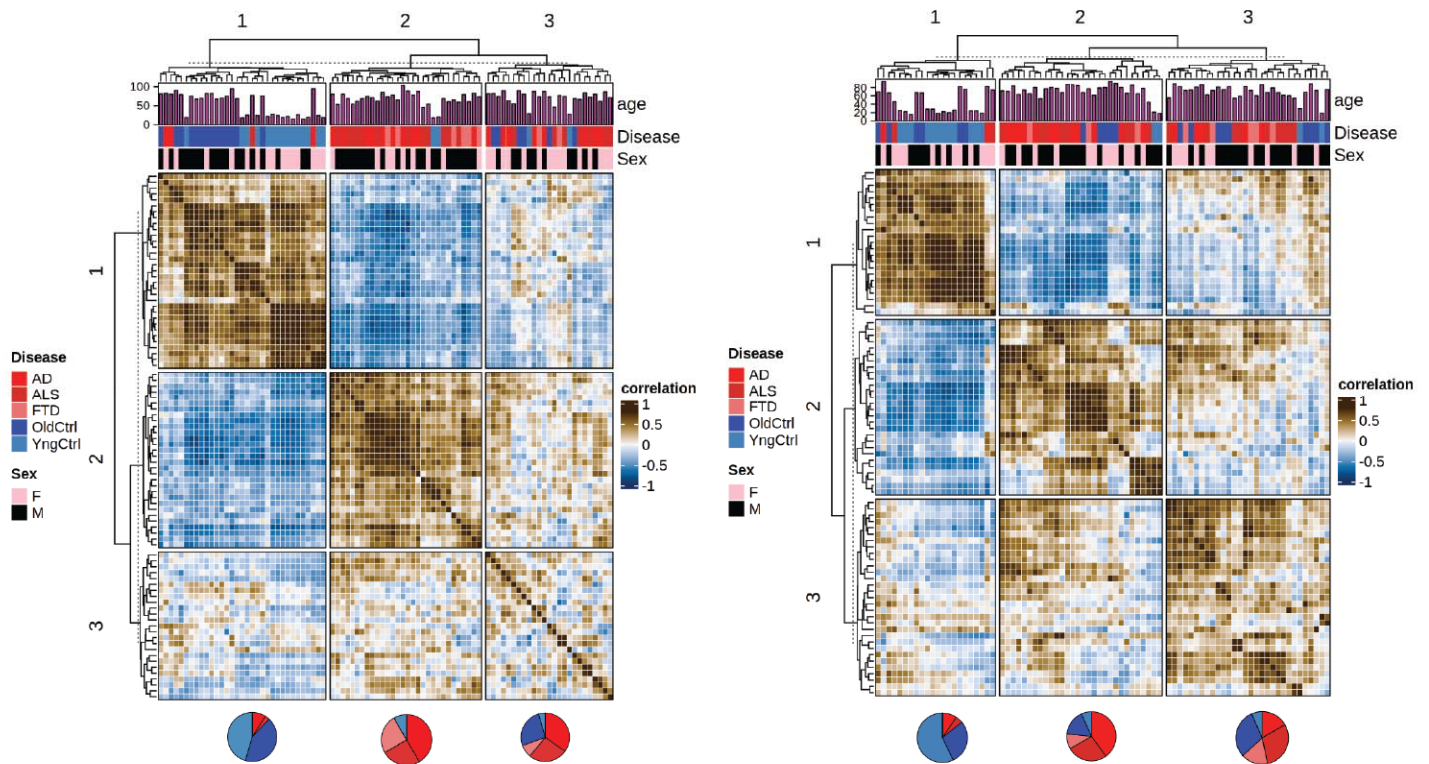 1 2 3
100
50
0
age
Disease
Sex
1
2
3
Disease
AD
ALS
FTD
OldCtrl
YngCtrl
Sex
F
M
correlation
1
0.5
0
-0.5
-1
1 2 3
80
60
40
20
0
age
Disease
Sex
1
2
3
Disease
AD
ALS
FTD
OldCtrl
YngCtrl
Sex
F
M
correlation
1
0.5
0
-0.5
-1